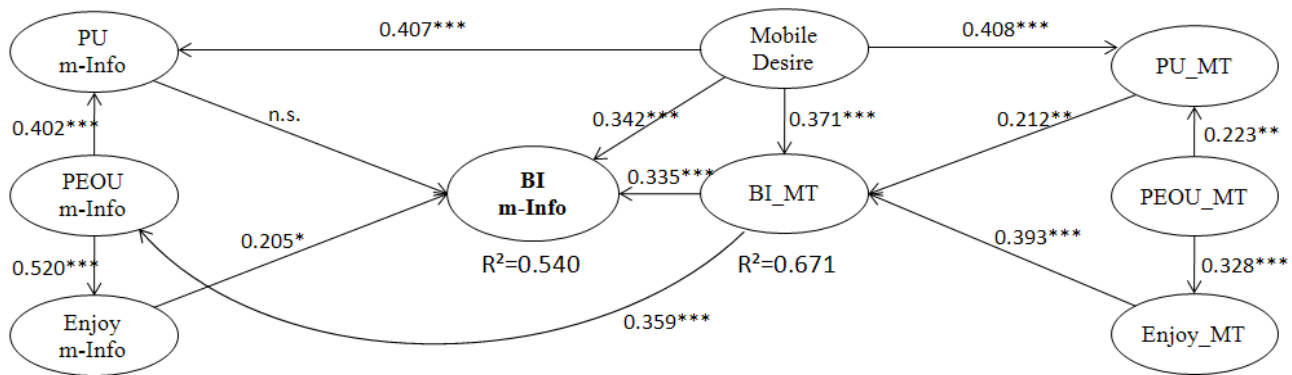 0.407***
0.408***
PU
m-Info
Mobile
Desire
PU_MT
n.s.
0.342***
0.371***
0.212**
0.402***
0.223**
PEOU
m-Info
BI
m-Info
0.335***
BI_MT
PEOU_MT
0.205*
0.393***
0.520***
R²=0.540
R²=0.671
0.328***
Enjoy
m-Info
0.359***
Enjoy_MT